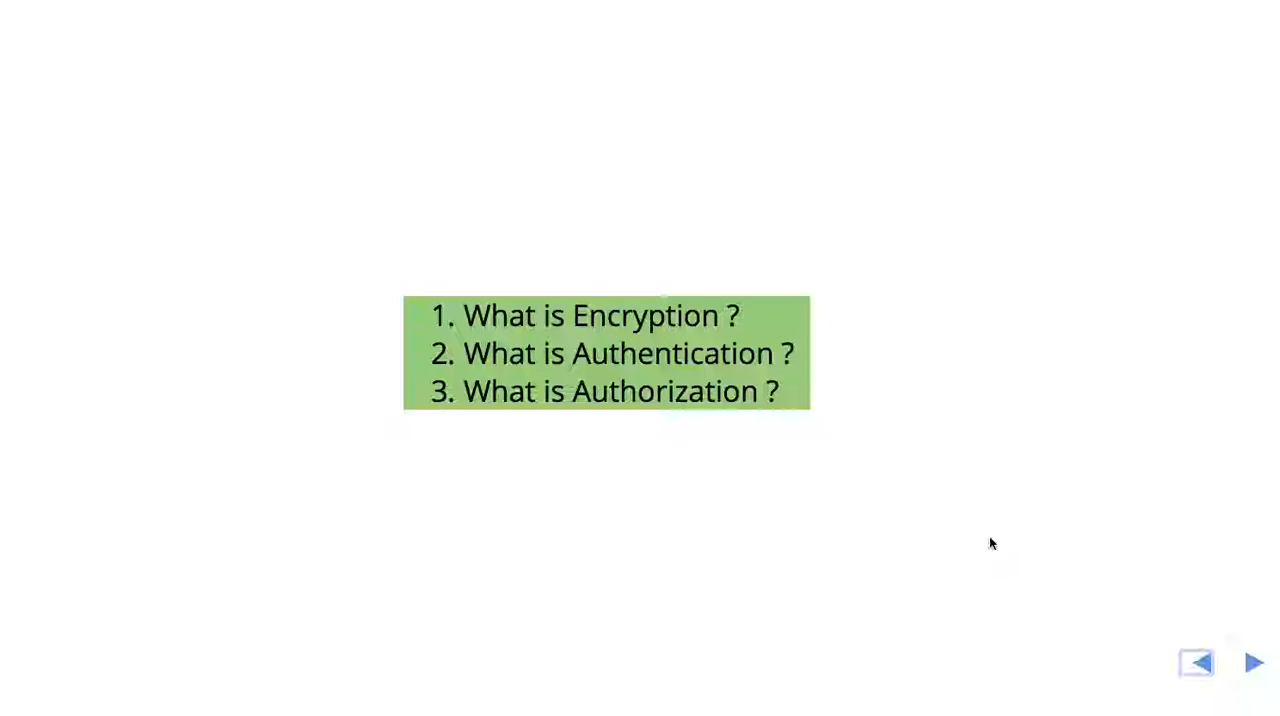 1. What is Encryption ?
2. What is Authentication ?
3. What is Authorization ?